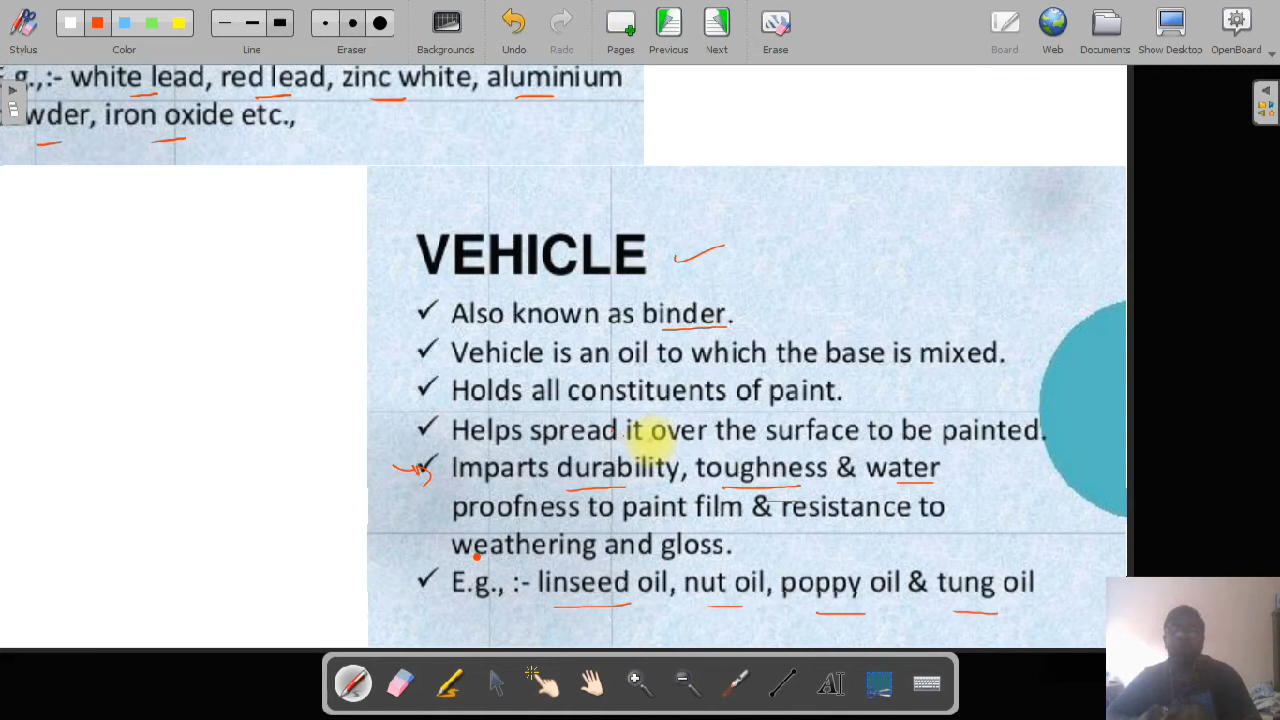 Stylus
Color
Line
Eraser
Backgrounds
Undo
Redo
Pages
Previous
Next
Erase
Board
Web
Documents
Show Desktop
OpenBoard
g.,:- white lead, red lead, zinc white, aluminium
wder, iron oxide etc.,
VEHICLE
✓ Also known as binder.
✓ Vehicle is an oil to which the base is mixed.
✓ Holds all constituents of paint.
✓ Helps spread it over the surface to be painted.
✓ Imparts durability, toughness & water
proofness to paint film & resistance to
weathering and gloss.
✓ E.g., :- linseed oil, nut oil, poppy oil & tung oil